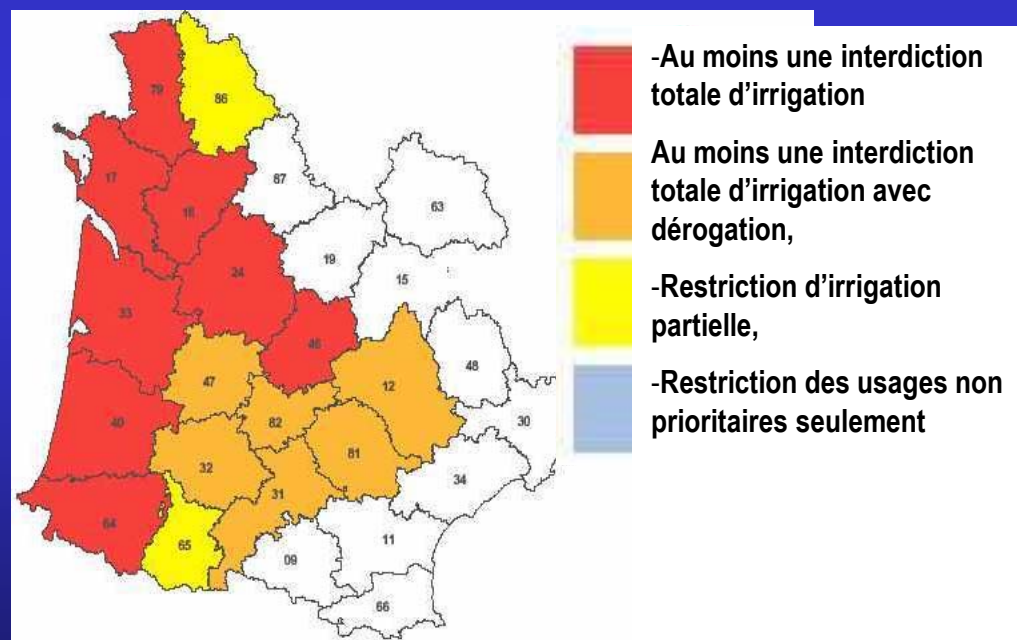 79
86
17
16
87
63
24
19
15
33
46
47
12
48
40
82
30
32
81
34
31
64
65
09
11
66
-Au moins une interdiction
totale d’irrigation
Au moins une interdiction
totale d’irrigation avec
dérogation,
-Restriction d’irrigation
partielle,
-Restriction des usages non
prioritaires seulement